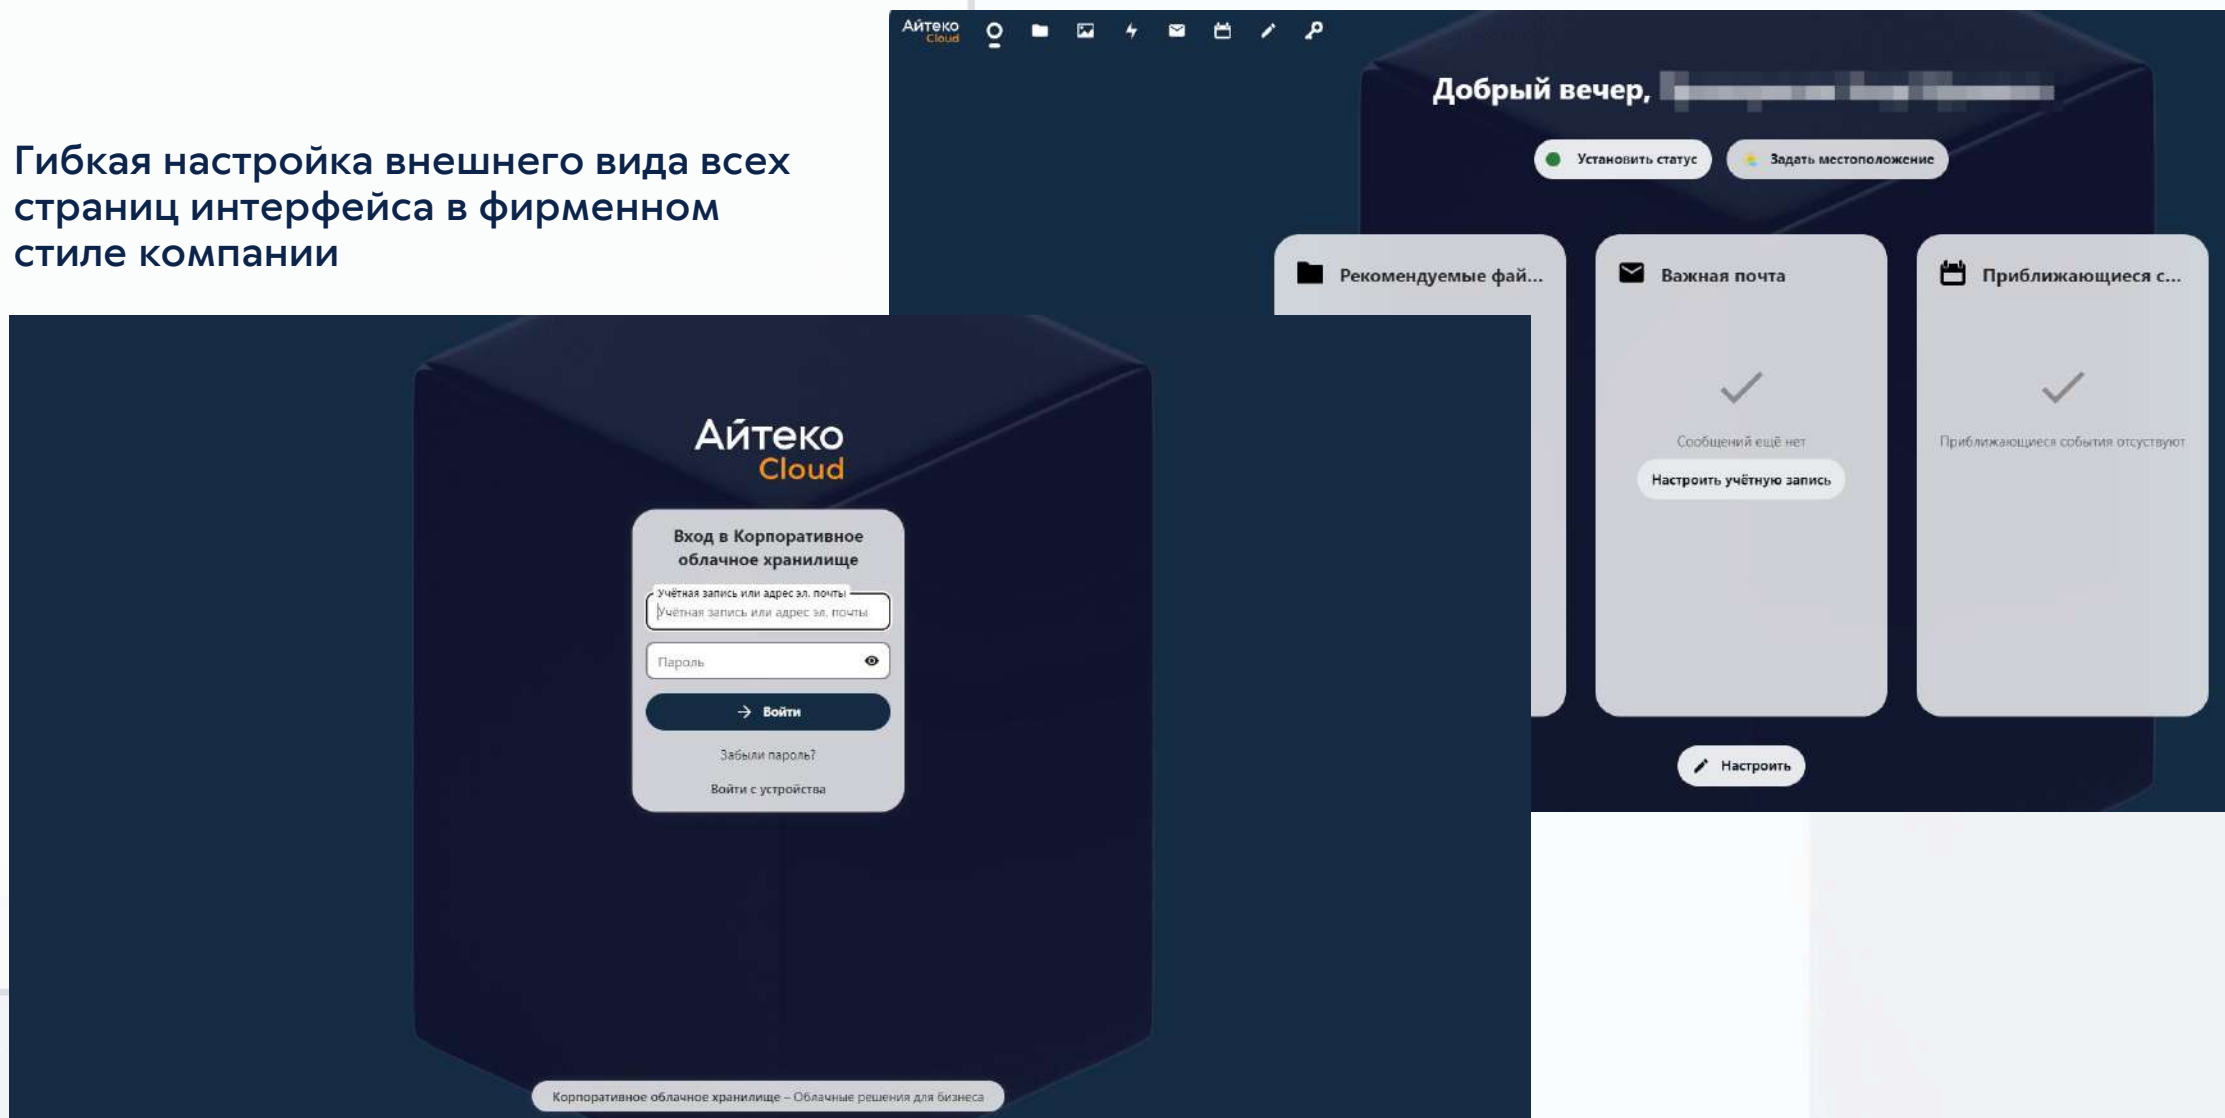 Гибкая настройка внешнего вида всех
страниц интерфейса в фирменном
стиле компании
Айтеко
Cloud
Добрый вечер,
Установить статус
Задать местоположение
Рекомендуемые фай...
Важная почта
Приближающиеся с...
Сообщений ещё нет
Настроить учётную запись
Приближающиеся события отсуствуют
Настроить
Айтеко
Cloud
Вход в Корпоративное
облачное хранилище
Учётная запись или адрес эл. почты
Учётная запись или адрес эл. почты
Пароль
Войти
Забыли пароль?
Войти с устройства
Корпоративное облачное хранилище – Облачные решения для бизнеса